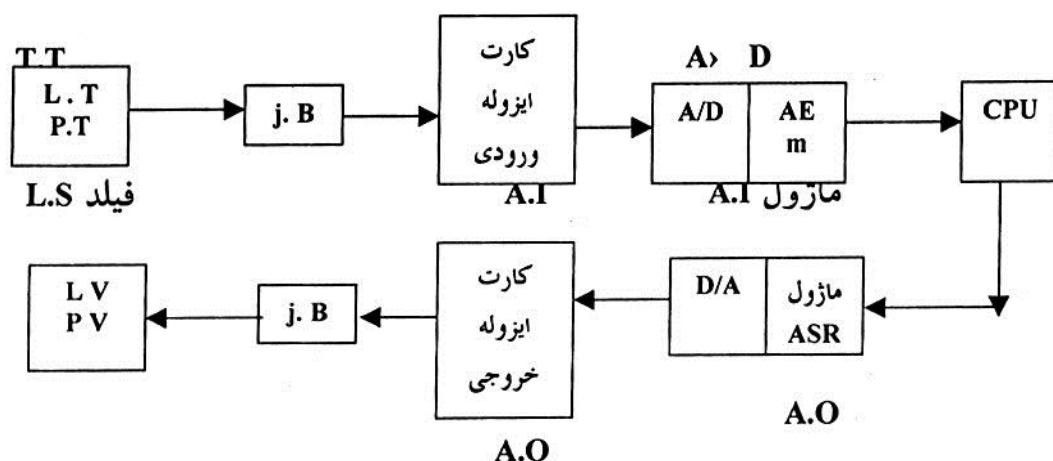 T.T
L . T
P.T
فیلد L.S
j. B
کارت
ایزوله
ورودی
A.I
A› D
A/D
AE
m
ماژول A.I
CPU
L V
P V
j. B
کارت
ایزوله
خروجی
A.O
D/A
ماژول
ASR
A.O